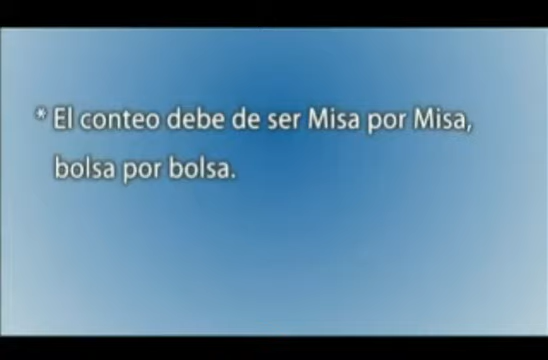 * El conteo debe de ser Misa por Misa,
bolsa por bolsa.